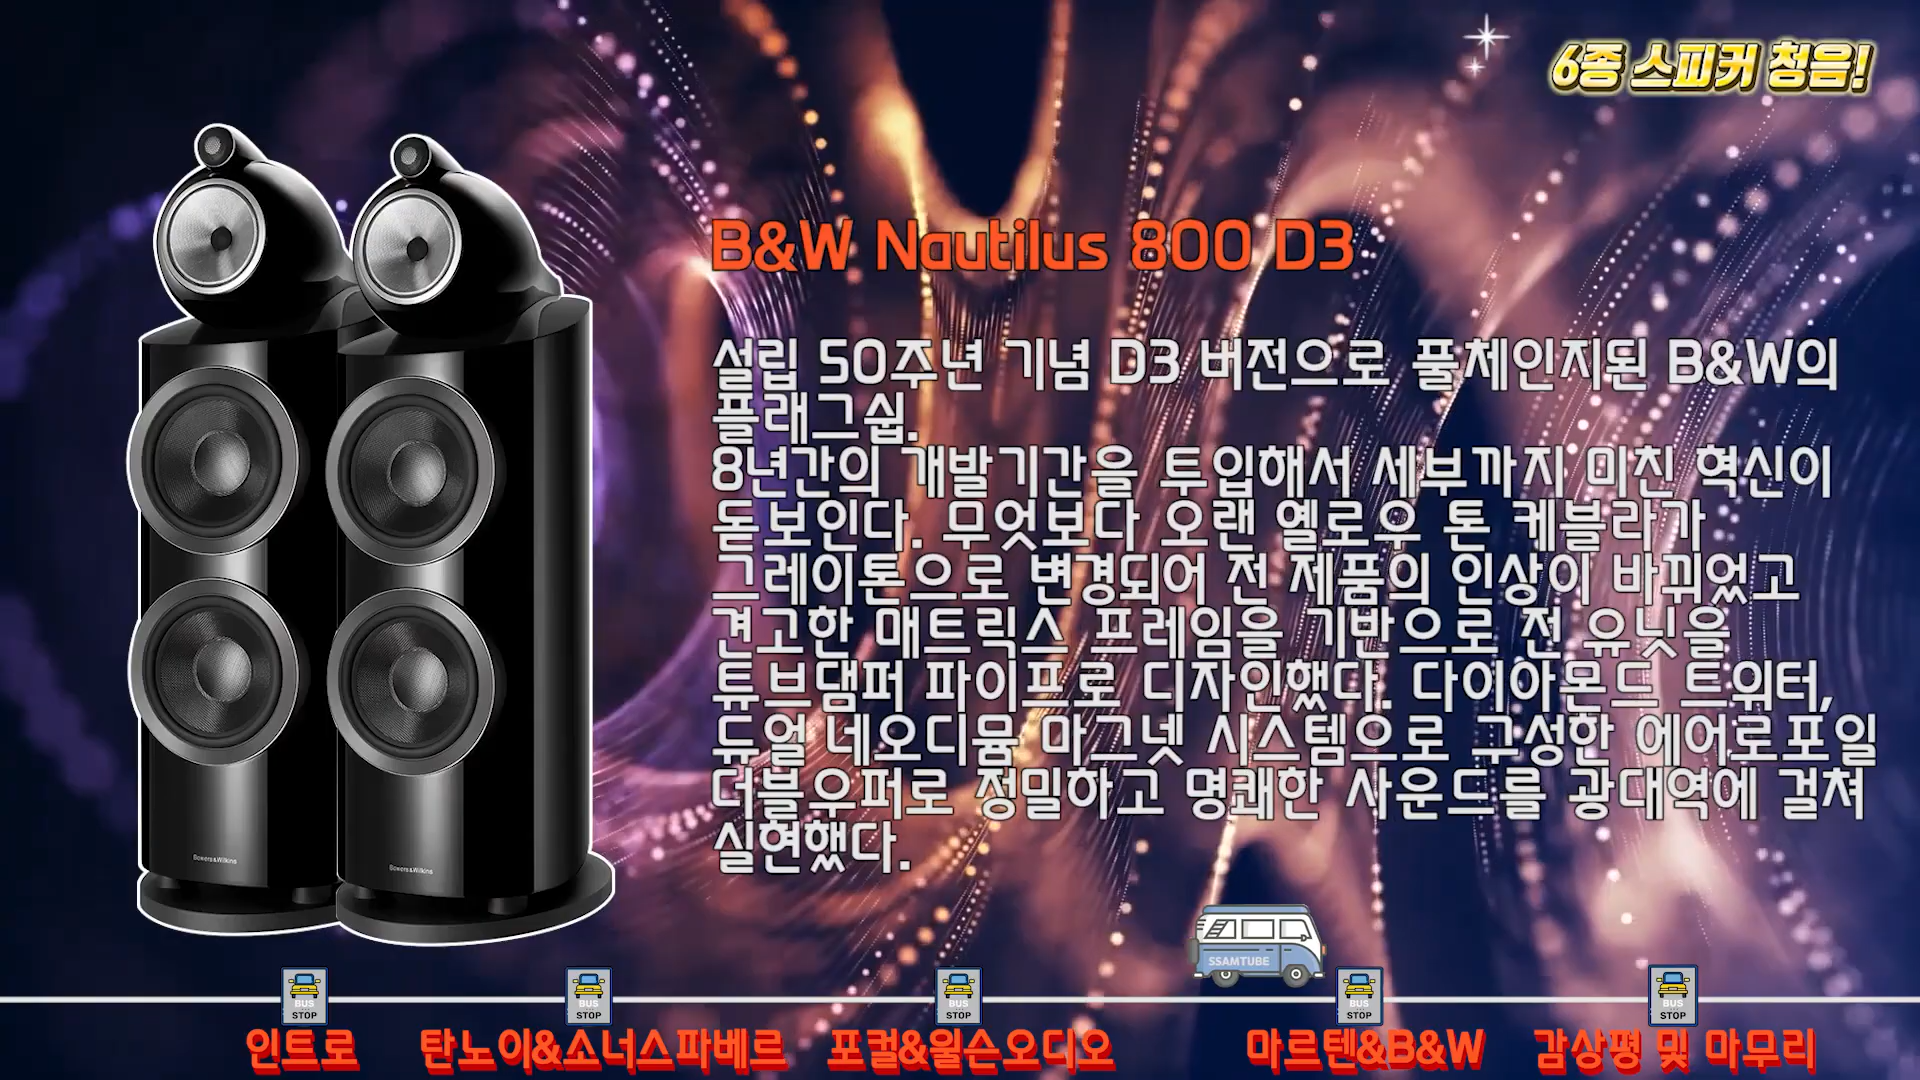 6종 스피커 청음!
B&W Nautilus 800 D3
설립 50주년 기념 D3 버전으로 풀체인지된 B&W의
플래그쉽.
8년간의 개발기간을 투입해서 세부까지 미친 혁신이
돋보인다. 무엇보다 오랜 옐로우 톤 케블라가
그레이톤으로 변경되어 전 제품의 인상이 바뀌었고
견고한 매트릭스 프레임을 기반으로 전 유닛을
튜브댐퍼 파이프로 디자인했다. 다이아몬드 트위터,
듀얼 네오디뮴 마그넷 시스템으로 구성한 에어로포일
더블우퍼로 정밀하고 명쾌한 사운드를 광대역에 걸쳐
실현했다.
Bowers & Wilkins
Bowers & Wilkins
SSAMTUBE
BUS
STOP
BUS
STOP
BUS
STOP
BUS
STOP
BUS
STOP
인트로
탄노이&소너스파베르
포컬&윌슨오디오
마르텐&B&W
감상평 및 마무리